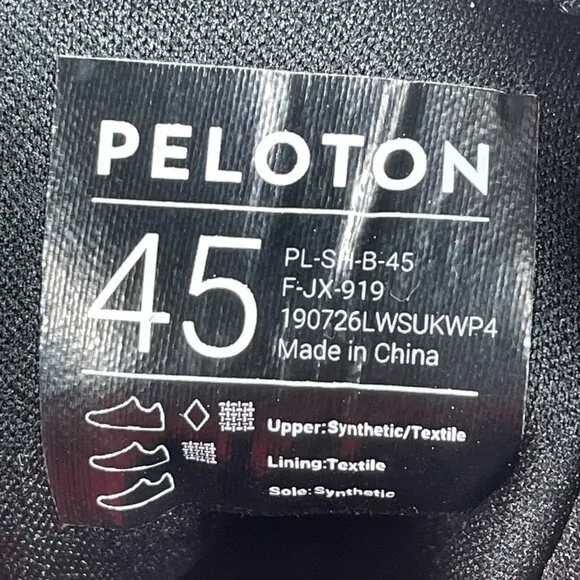 PELOTON
45
PL-SH-B-45
F-JX-919
190726LWSUKWP4
Made in China
Upper:Synthetic/Textile
Lining:Textile
Sole:Synthetic